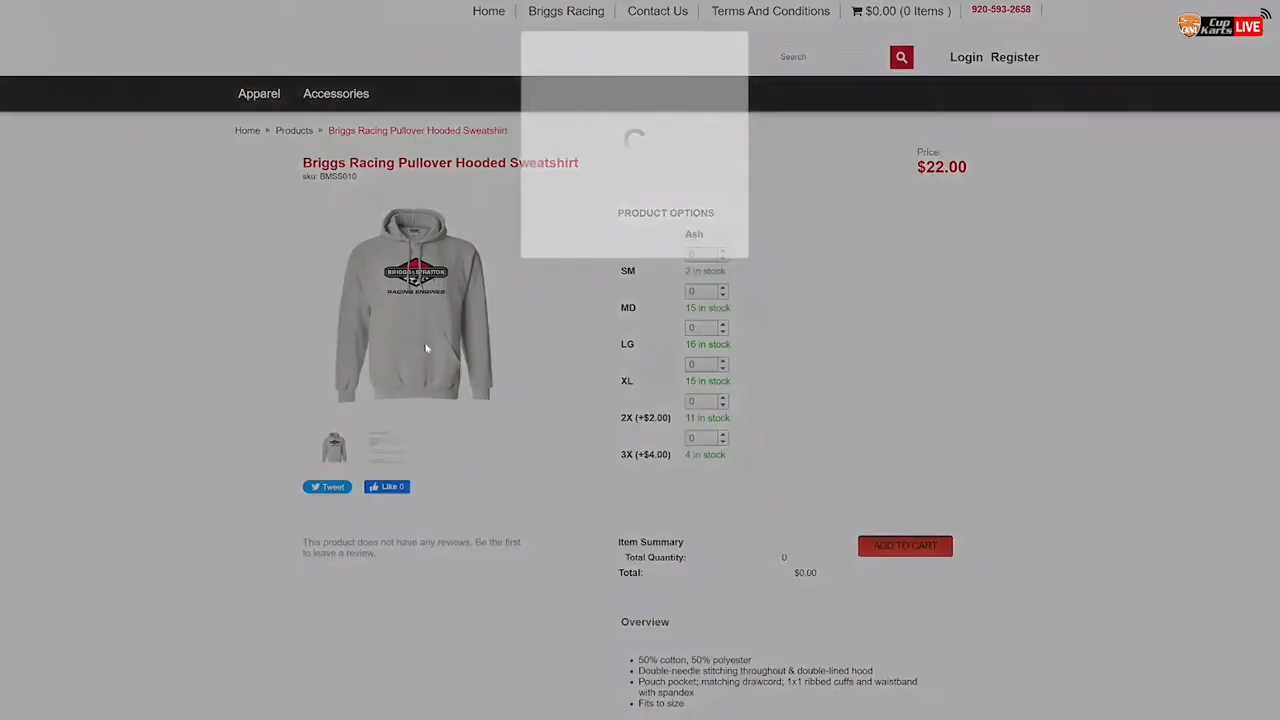 Home
Briggs Racing
Contact Us
Terms And Conditions
$0.00 (0 Items )
920-593-2658
Cup Karts LIVE
Search
Login Register
Apparel
Accessories
Home » Products » Briggs Racing Pullover Hooded Sweatshirt
Briggs Racing Pullover Hooded Sweatshirt
sku: BMSS010
Price:
$22.00
BRIGGS & STRATTON
RACING ENGINES
PRODUCT OPTIONS
Ash
0
SM 2 in stock
0
MD 15 in stock
0
LG 16 in stock
0
XL 15 in stock
0
2X (+$2.00) 11 in stock
0
3X (+$4.00) 4 in stock
Tweet
Like 0
This product does not have any reviews. Be the first
to leave a review.
Item Summary
Total Quantity: 0
Total: $0.00
ADD TO CART
Overview
• 50% cotton, 50% polyester
• Double-needle stitching throughout & double-lined hood
• Pouch pocket; matching drawcord; 1x1 ribbed cuffs and waistband
with spandex
• Fits to size